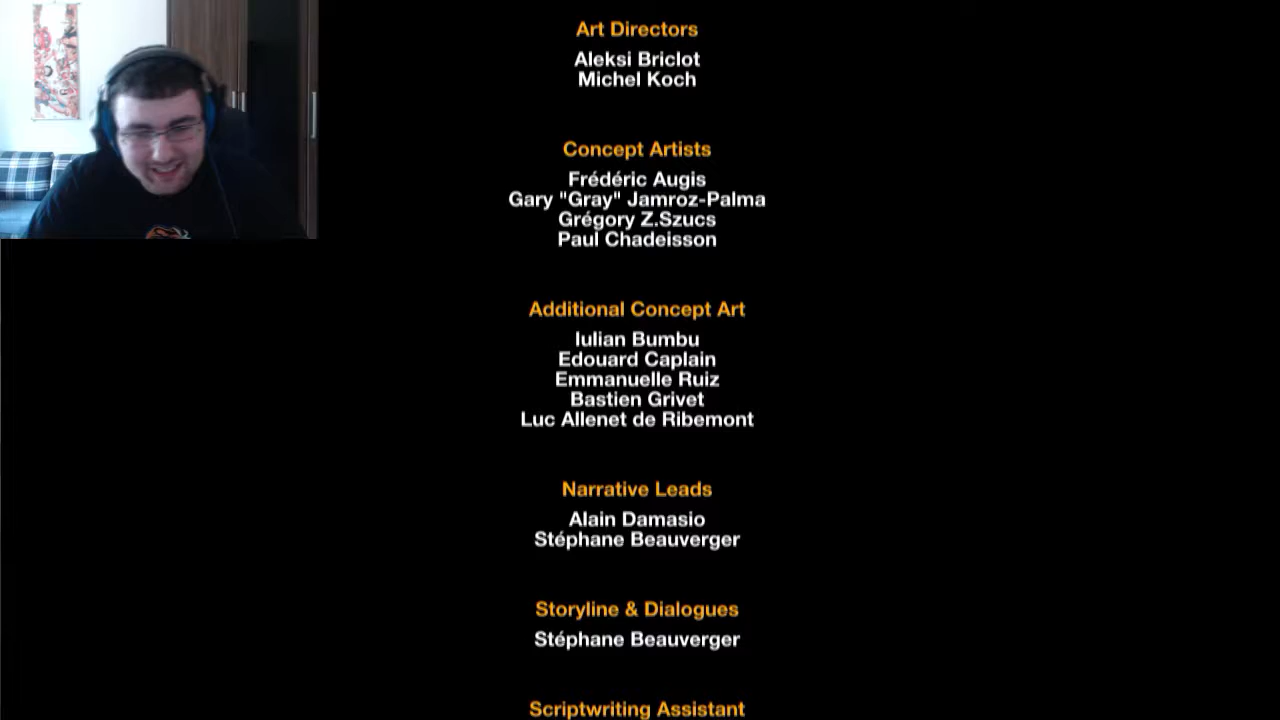 Art Directors
Aleksi Briclot
Michel Koch
Concept Artists
Frédéric Augis
Gary "Gray" Jamroz-Palma
Grégory Z.Szucs
Paul Chadeisson
Additional Concept Art
Iulian Bumbu
Edouard Caplain
Emmanuelle Ruiz
Bastien Grivet
Luc Allenet de Ribemont
Narrative Leads
Alain Damasio
Stéphane Beauverger
Storyline & Dialogues
Stéphane Beauverger
Scriptwriting Assistant